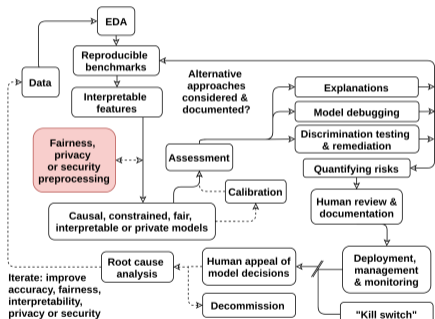 EDA
Reproducible
benchmarks
Data
Interpretable
features
Alternative
approaches
considered &
documented?
Explanations
Model debugging
Discrimination testing
& remediation
Fairness,
privacy
or security
preprocessing
Assessment
Quantifying risks
Calibration
Human review &
documentation
Causal, constrained, fair,
interpretable or private models
Root cause
analysis
Human appeal of
model decisions
Deployment,
management
& monitoring
Iterate: improve
accuracy, fairness,
interpretability,
privacy or security
Decommission
"Kill switch"